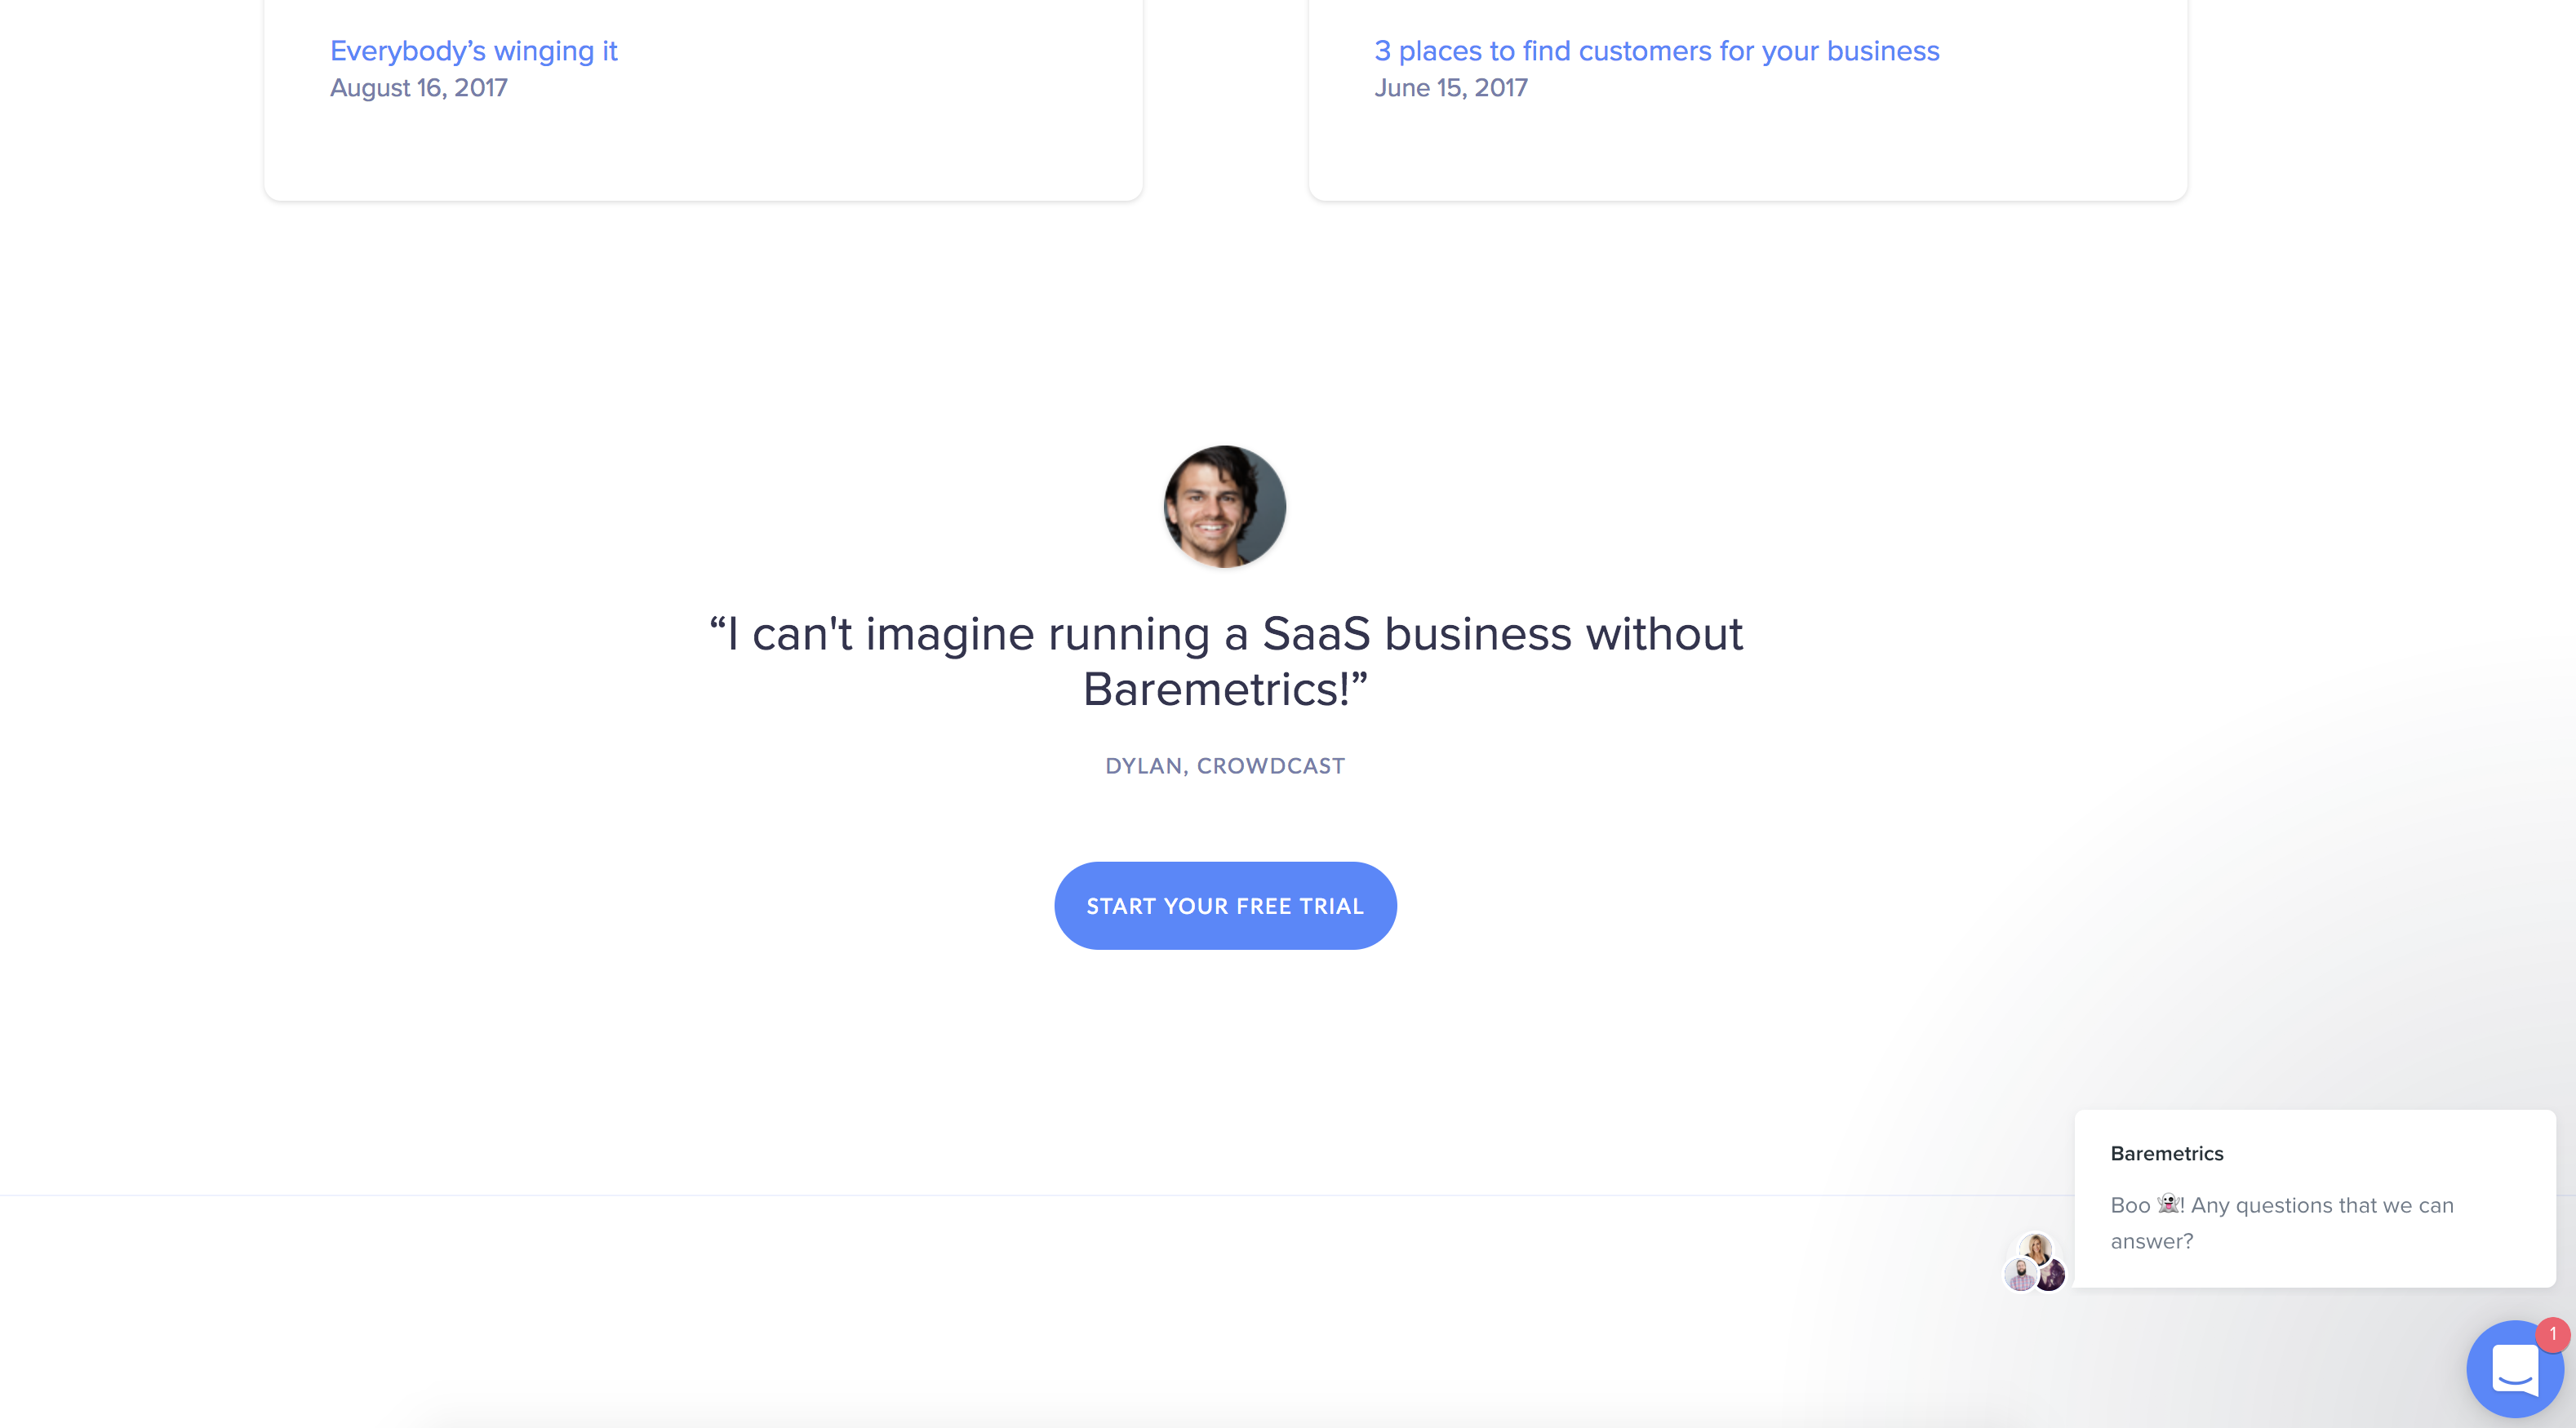 Everybody’s winging it
August 16, 2017
3 places to find customers for your business
June 15, 2017
“I can't imagine running a SaaS business without
Baremetrics!”
DYLAN, CROWDCAST
START YOUR FREE TRIAL
Baremetrics
Boo 👻! Any questions that we can
answer?
1